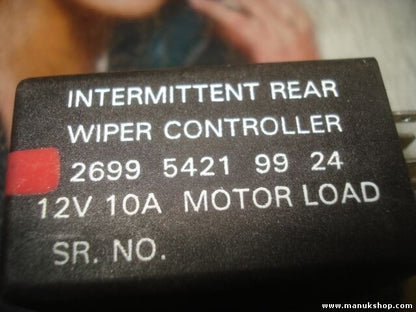 INTERMITTENT REAR
WIPER CONTROLLER
2699 5421 99 24
12V 10A MOTOR LOAD
SR. NO.
www.manukshop.com